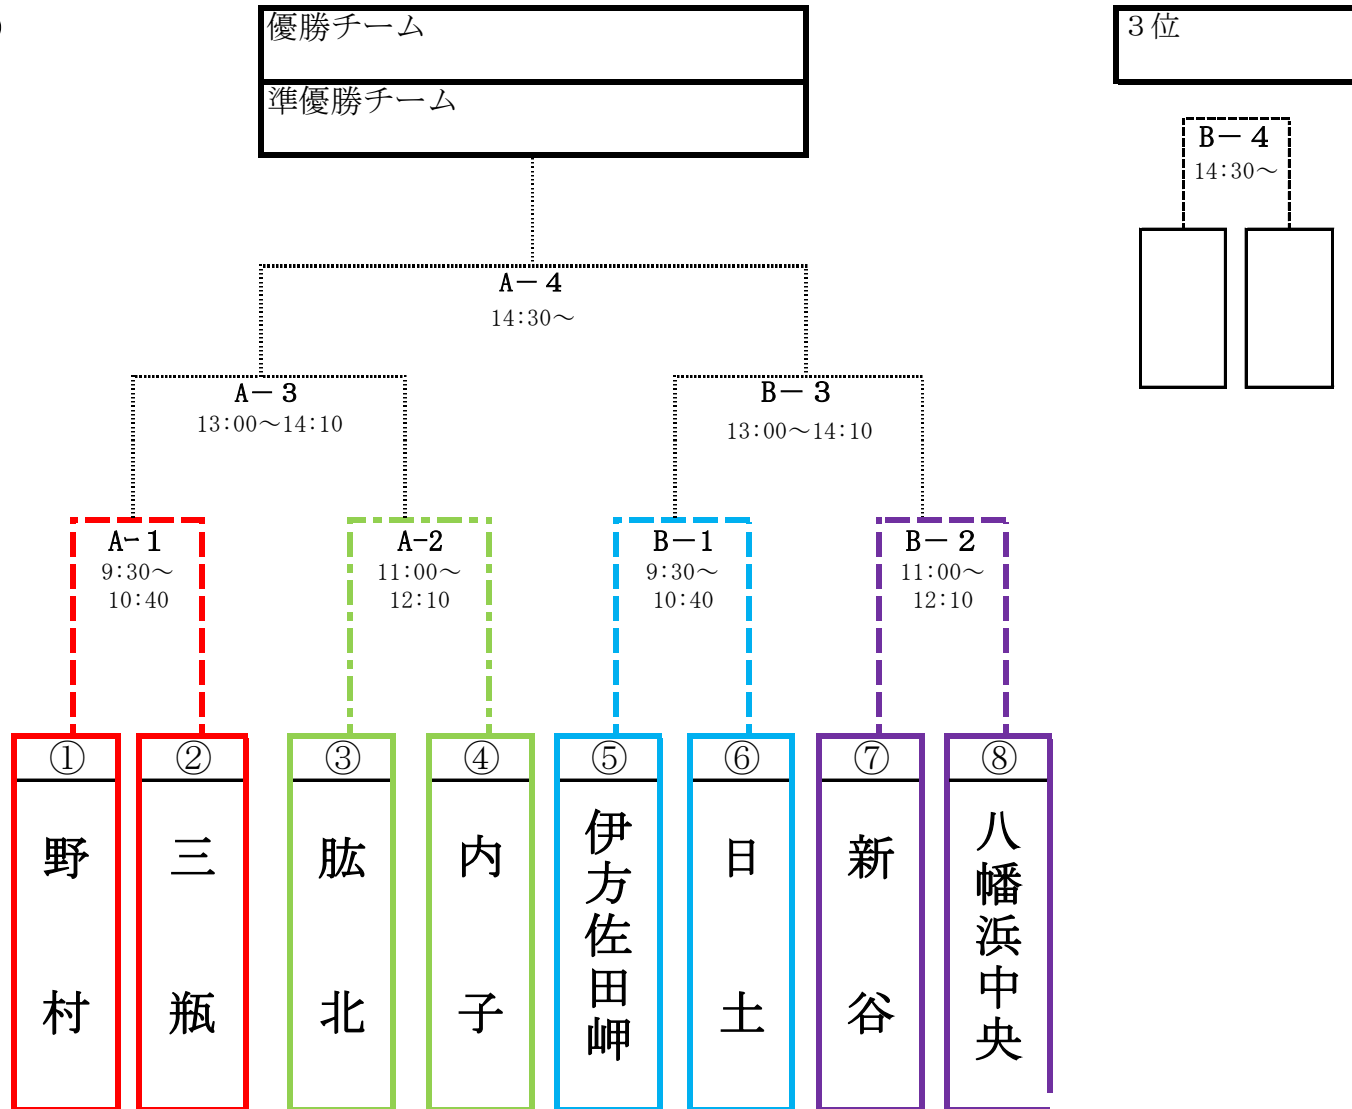 )
優勝チーム
準優勝チーム
３位
B－４
14:30～
A－４
14:30～
A－３
13:00～14:10
B－３
13:00～14:10
A－1
9:30～
10:40
A-2
11:00～
12:10
B－1
9:30～
10:40
B－２
11:00～
12:10
①
野村
②
三瓶
③
肱北
④
内子
⑤
伊方佐田岬
⑥
日土
⑦
新谷
⑧
八幡浜中央